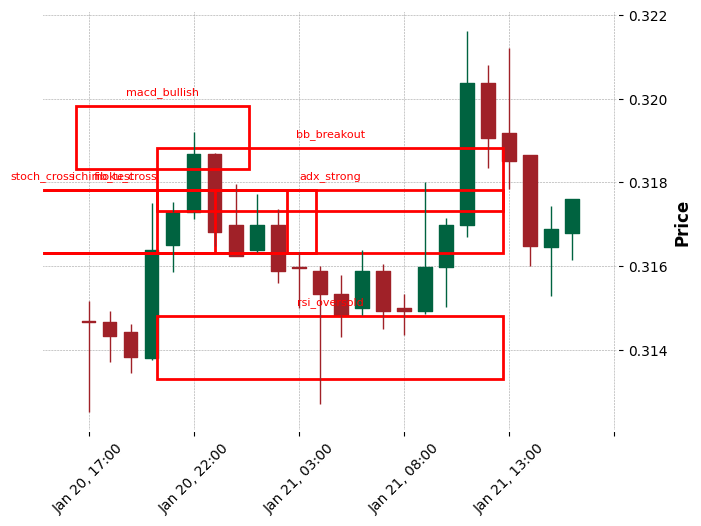 0.322
macd_bullish
0.320
bb_breakout
stoch_cross
adx_strong
0.318
Price
0.316
0.314
Jan 20, 17:00
Jan 20, 22:00
Jan 21, 03:00
Jan 21, 08:00
Jan 21, 13:00